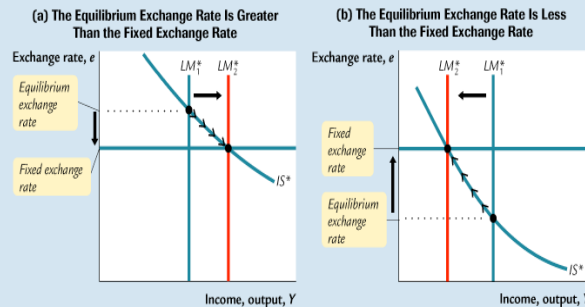 (a) The Equilibrium Exchange Rate Is Greater
Than the Fixed Exchange Rate
Exchange rate, e
LM*1
LM*2
Equilibrium
exchange
rate
Fixed exchange
rate
IS*
Income, output, Y
(b) The Equilibrium Exchange Rate Is Less
Than the Fixed Exchange Rate
Exchange rate, e
LM*2
LM*1
Fixed
exchange
rate
Equilibrium
exchange
rate
IS*
Income, output, Y